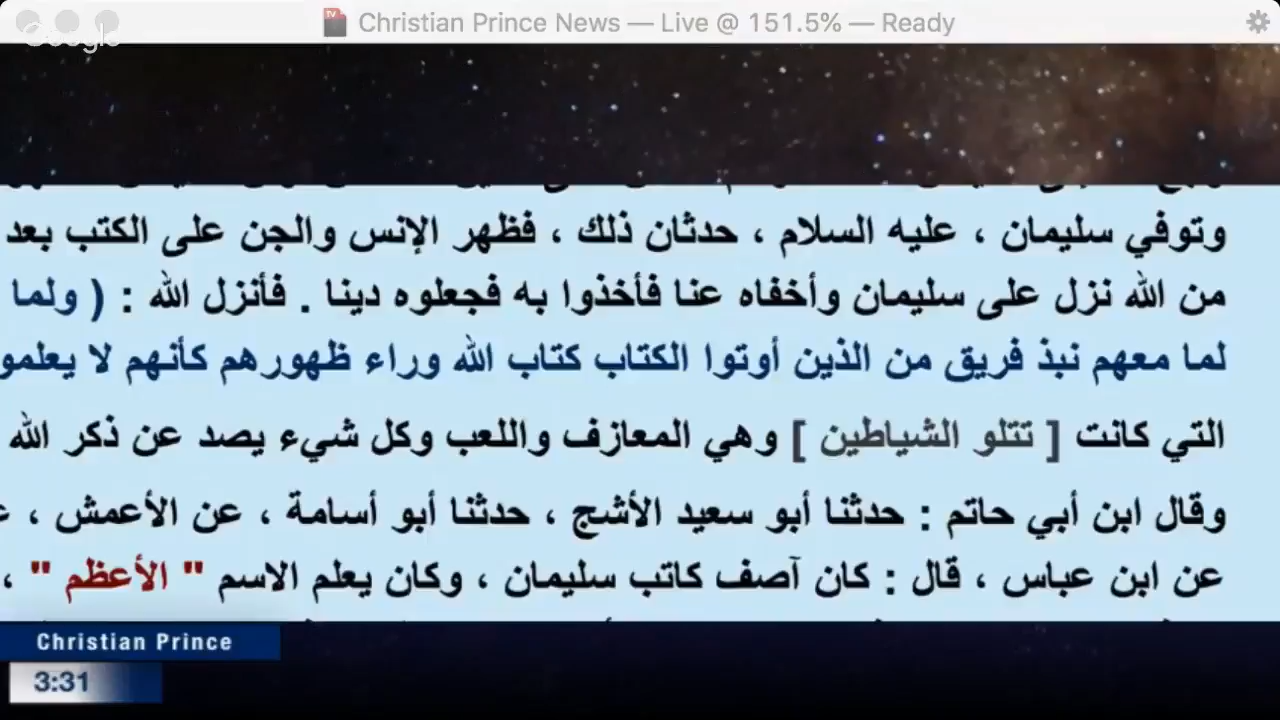 Christian Prince News — Live @ 151.5% — Ready
Google
وتوفي سليمان ، عليه السلام ، حدثان ذلك ، فظهر الإنس والجن على الكتب بعد
من الله نزل على سليمان وأخفاه عنا فأخذوا به فجعلوه دينا . فأنزل الله : ( ولما
لما معهم نبذ فريق من الذين أوتوا الكتاب كتاب الله وراء ظهورهم كأنهم لا
التي كانت [ تتلو الشياطين ] وهي المعازف واللعب وكل شيء يصد عن ذكر الله
وقال ابن أبي حاتم : حدثنا أبو سعيد الأشج ، حدثنا أبو أسامة ، عن الأعمش ،
عن ابن عباس ، قال : كان آصف كاتب سليمان ، وكان يعلم الاسم " الأعظم " ،
Christian Prince
3:31